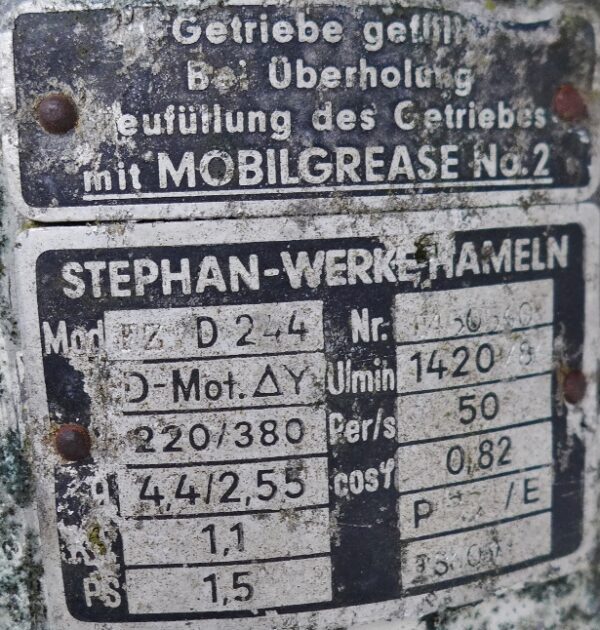 Getriebe gefüllt
Bei Überholung
eufüllung des Getriebes
mit MOBILGREASE No.2
STEPHAN-WERKE HAMELN
Mod D 244 Nr.
D-Mot. ΔY U/min 1420
220/380 Per/s 50
4,4/2,55 cosφ 0,82
1,1 P /E
Ps 1,5